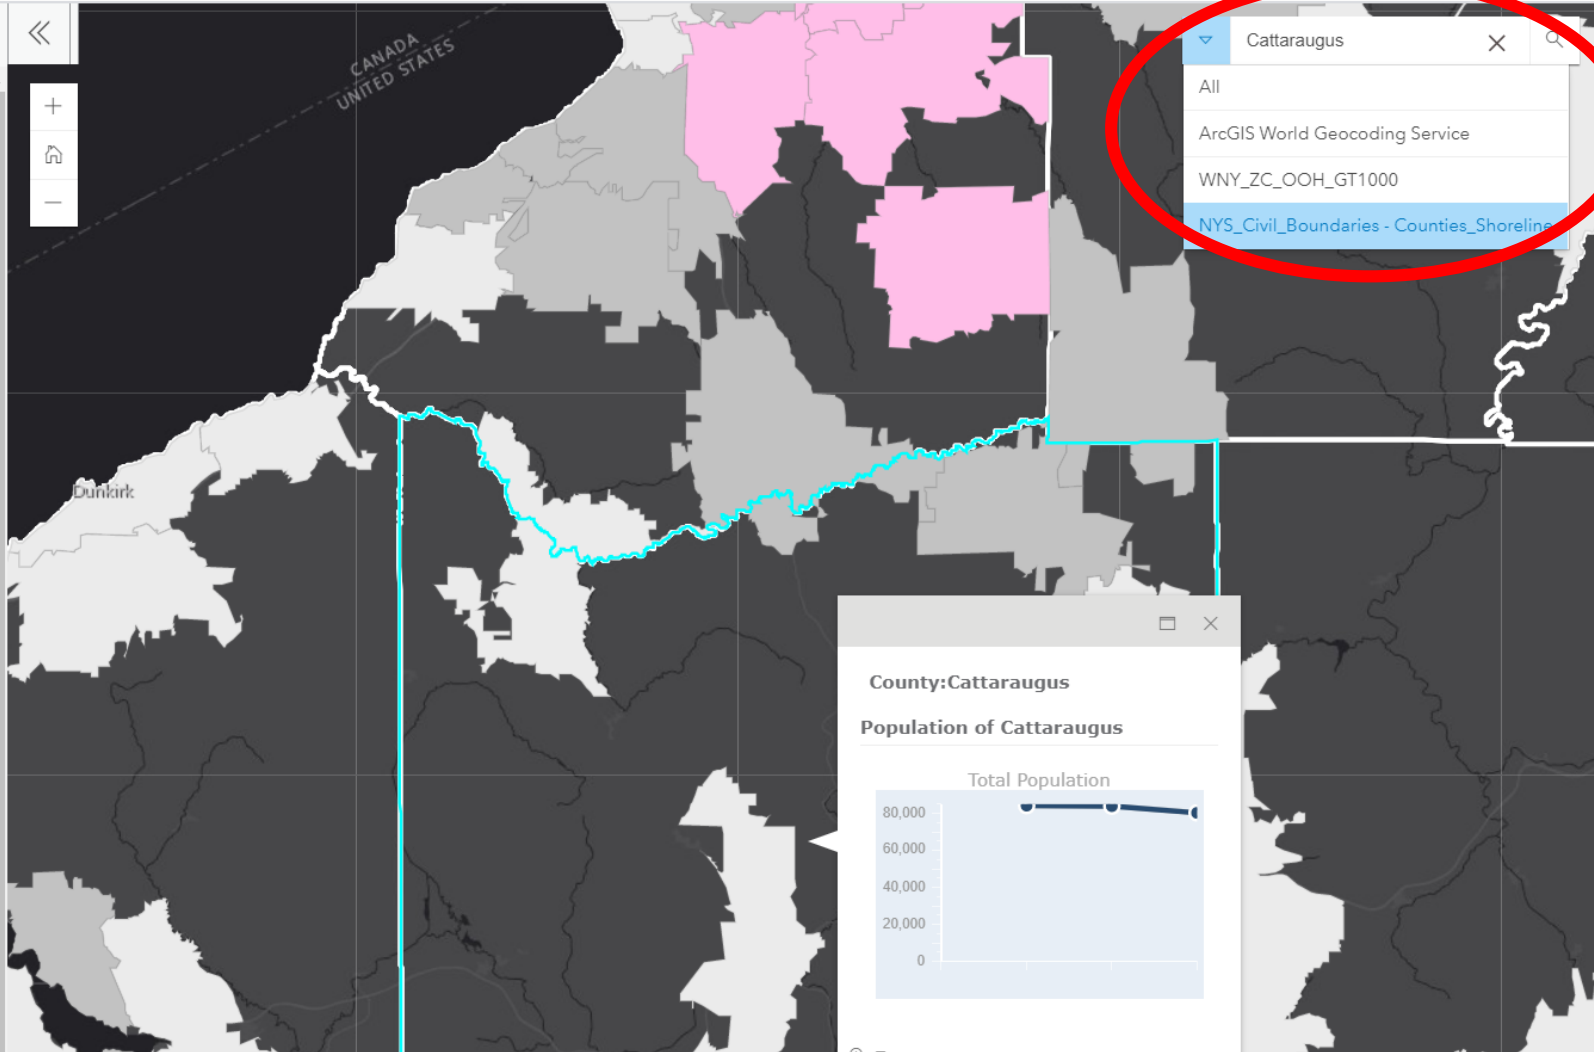 CANADA
UNITED STATES
Cattaraugus
All
ArcGIS World Geocoding Service
WNY_ZC_OOH_GT1000
NYS_Civil_Boundaries - Counties_Shoreline
Dunkirk
County:Cattaraugus
Population of Cattaraugus
Total Population
80,000
60,000
40,000
20,000
0